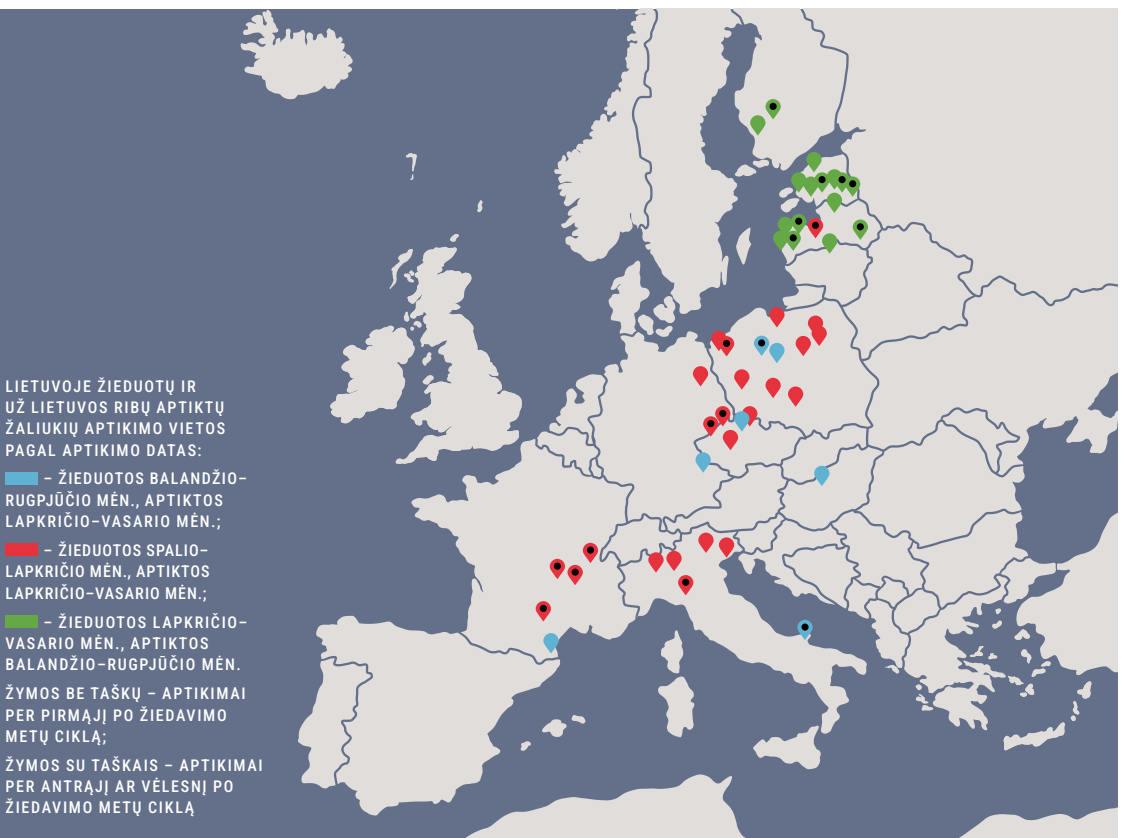 LIETUVOJE ŽIEDUOTŲ IR
UŽ LIETUVOS RIBŲ APTIKTŲ
ŽALIUKIŲ APTIKIMO VIETOS
PAGAL APTIKIMO DATAS:
– ŽIEDUOTOS BALANDŽIO–
RUGPJŪČIO MĖN., APTIKTOS
LAPKRIČIO–VASARIO MĖN.;
– ŽIEDUOTOS SPALIO–
LAPKRIČIO MĖN., APTIKTOS
LAPKRIČIO–VASARIO MĖN.;
– ŽIEDUOTOS LAPKRIČIO–
VASARIO MĖN., APTIKTOS
BALANDŽIO–RUGPJŪČIO MĖN.
ŽYMOS BE TAŠKŲ – APTIKIMAI
PER PIRMĄJĮ PO ŽIEDAVIMO
METŲ CIKLĄ;
ŽYMOS SU TAŠKAIS – APTIKIMAI
PER ANTRĄJĮ AR VĖLESNĮ PO
ŽIEDAVIMO METŲ CIKLĄ